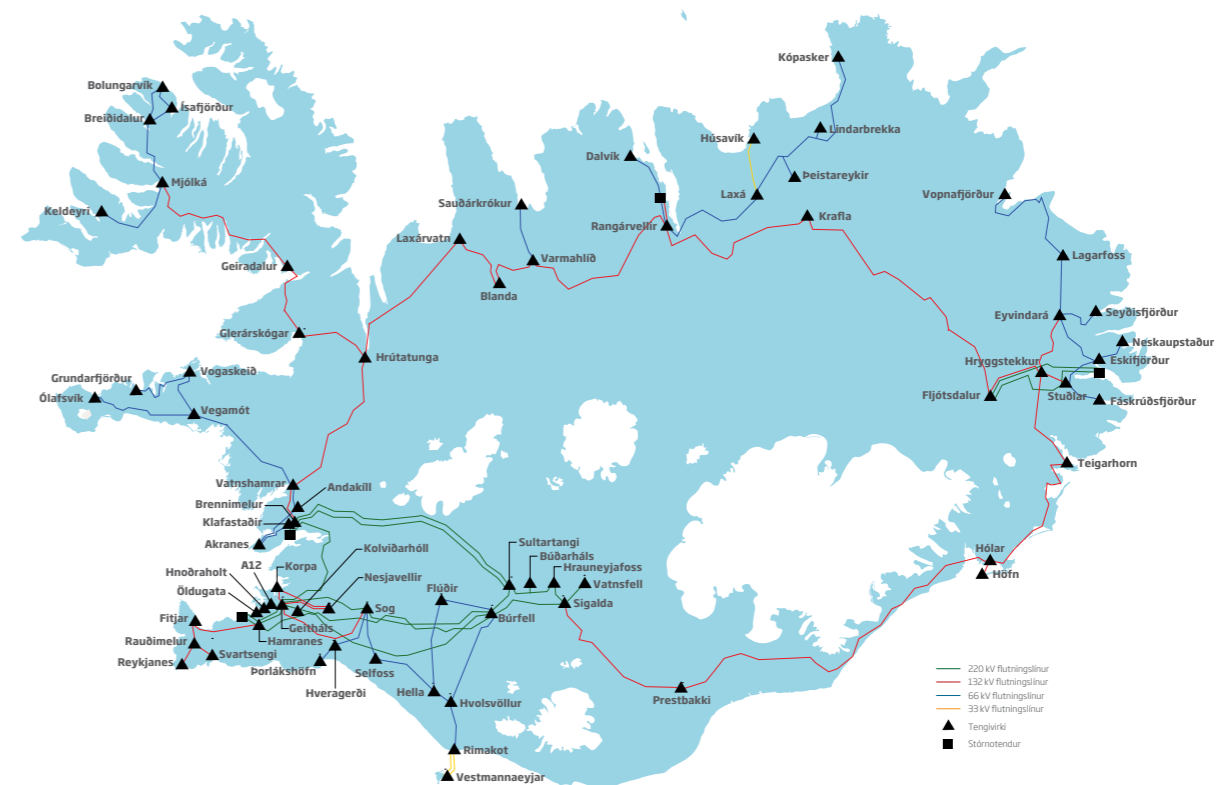 Kópasker
Bolungarvík
Ísafjörður
Breiðidalur
Lindarbrekka
Húsavík
Dalvík
Þeistareykir
Mjólká
Laxá
Vopnafjörður
Keldeyri
Sauðárkrókur
Krafla
Rangárvellir
Laxárvatn
Lagarfoss
Geiradalur
Varmahlíð
Blanda
Seyðisfjörður
Eyvindará
Glerárskógar
Neskaupstaður
Hrútatunga
Hryggstekkur
Eskifjörður
Vogaskeið
Grundarfjörður
Stuðlar
Ólafsvík
Fljótsdalur
Fáskrúðsfjörður
Vegamót
Teigarhorn
Vatnshamrar
Andakíll
Brennimelur
Klafastaðir
Akranes
Kolviðarhóll
Sultartangi
Búðarháls
Hrauneyjafoss
Hólar
A12
Korpa
Nesjavellir
Flúðir
Vatnsfell
Höfn
Hnoðraholt
Öldugata
Sog
Sigalda
Fitjar
Geitháls
Búrfell
Rauðimelur
Hamranes
Svartsengi
Reykjanes
Þorlákshöfn
Selfoss
Hveragerði
Hella
Hvolsvöllur
Prestbakki
Rimakot
Vestmannaeyjar
220 kV flutningslínur
132 kV flutningslínur
66 kV flutningslínur
33 kV flutningslínur
Tengivirki
Stórnotendur